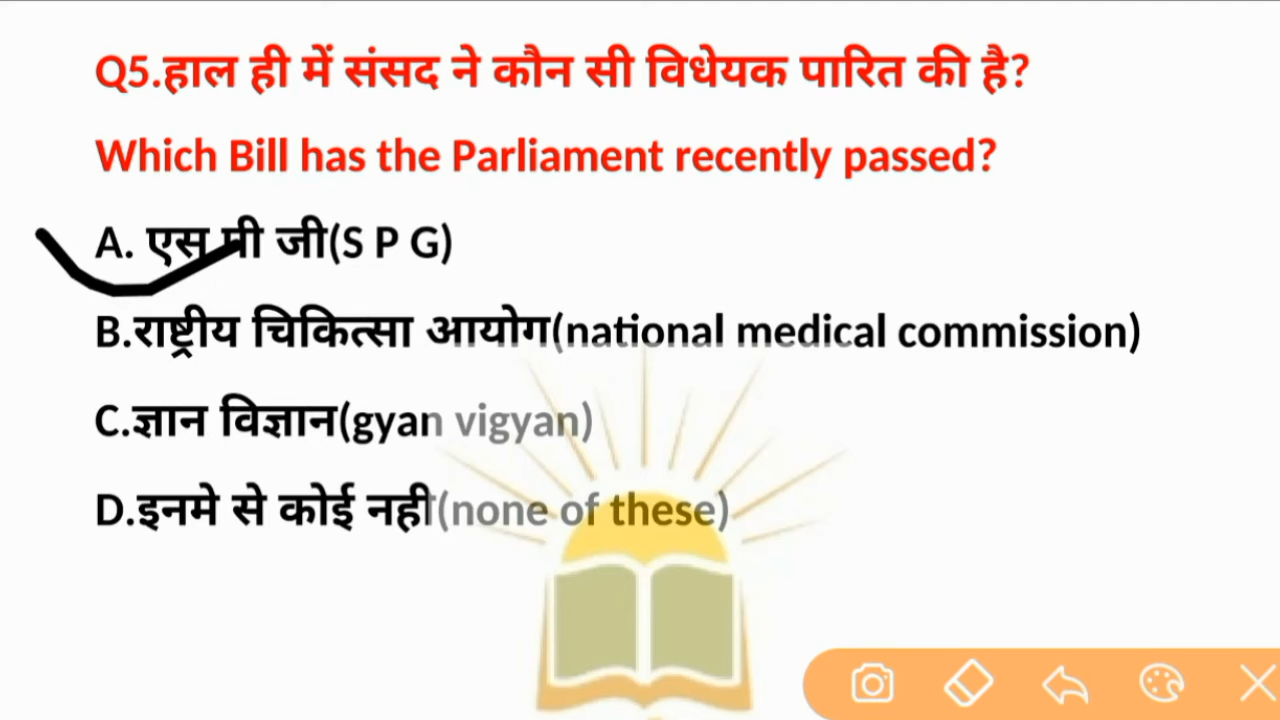 Q5.हाल ही में संसद ने कौन सी विधेयक पारित की है?
Which Bill has the Parliament recently passed?
A. एस पी जी(S P G)
B.राष्ट्रीय चिकित्सा आयोग(national medical commission)
C.ज्ञान विज्ञान(gyan vigyan)
D.इनमे से कोई नही(none of these)